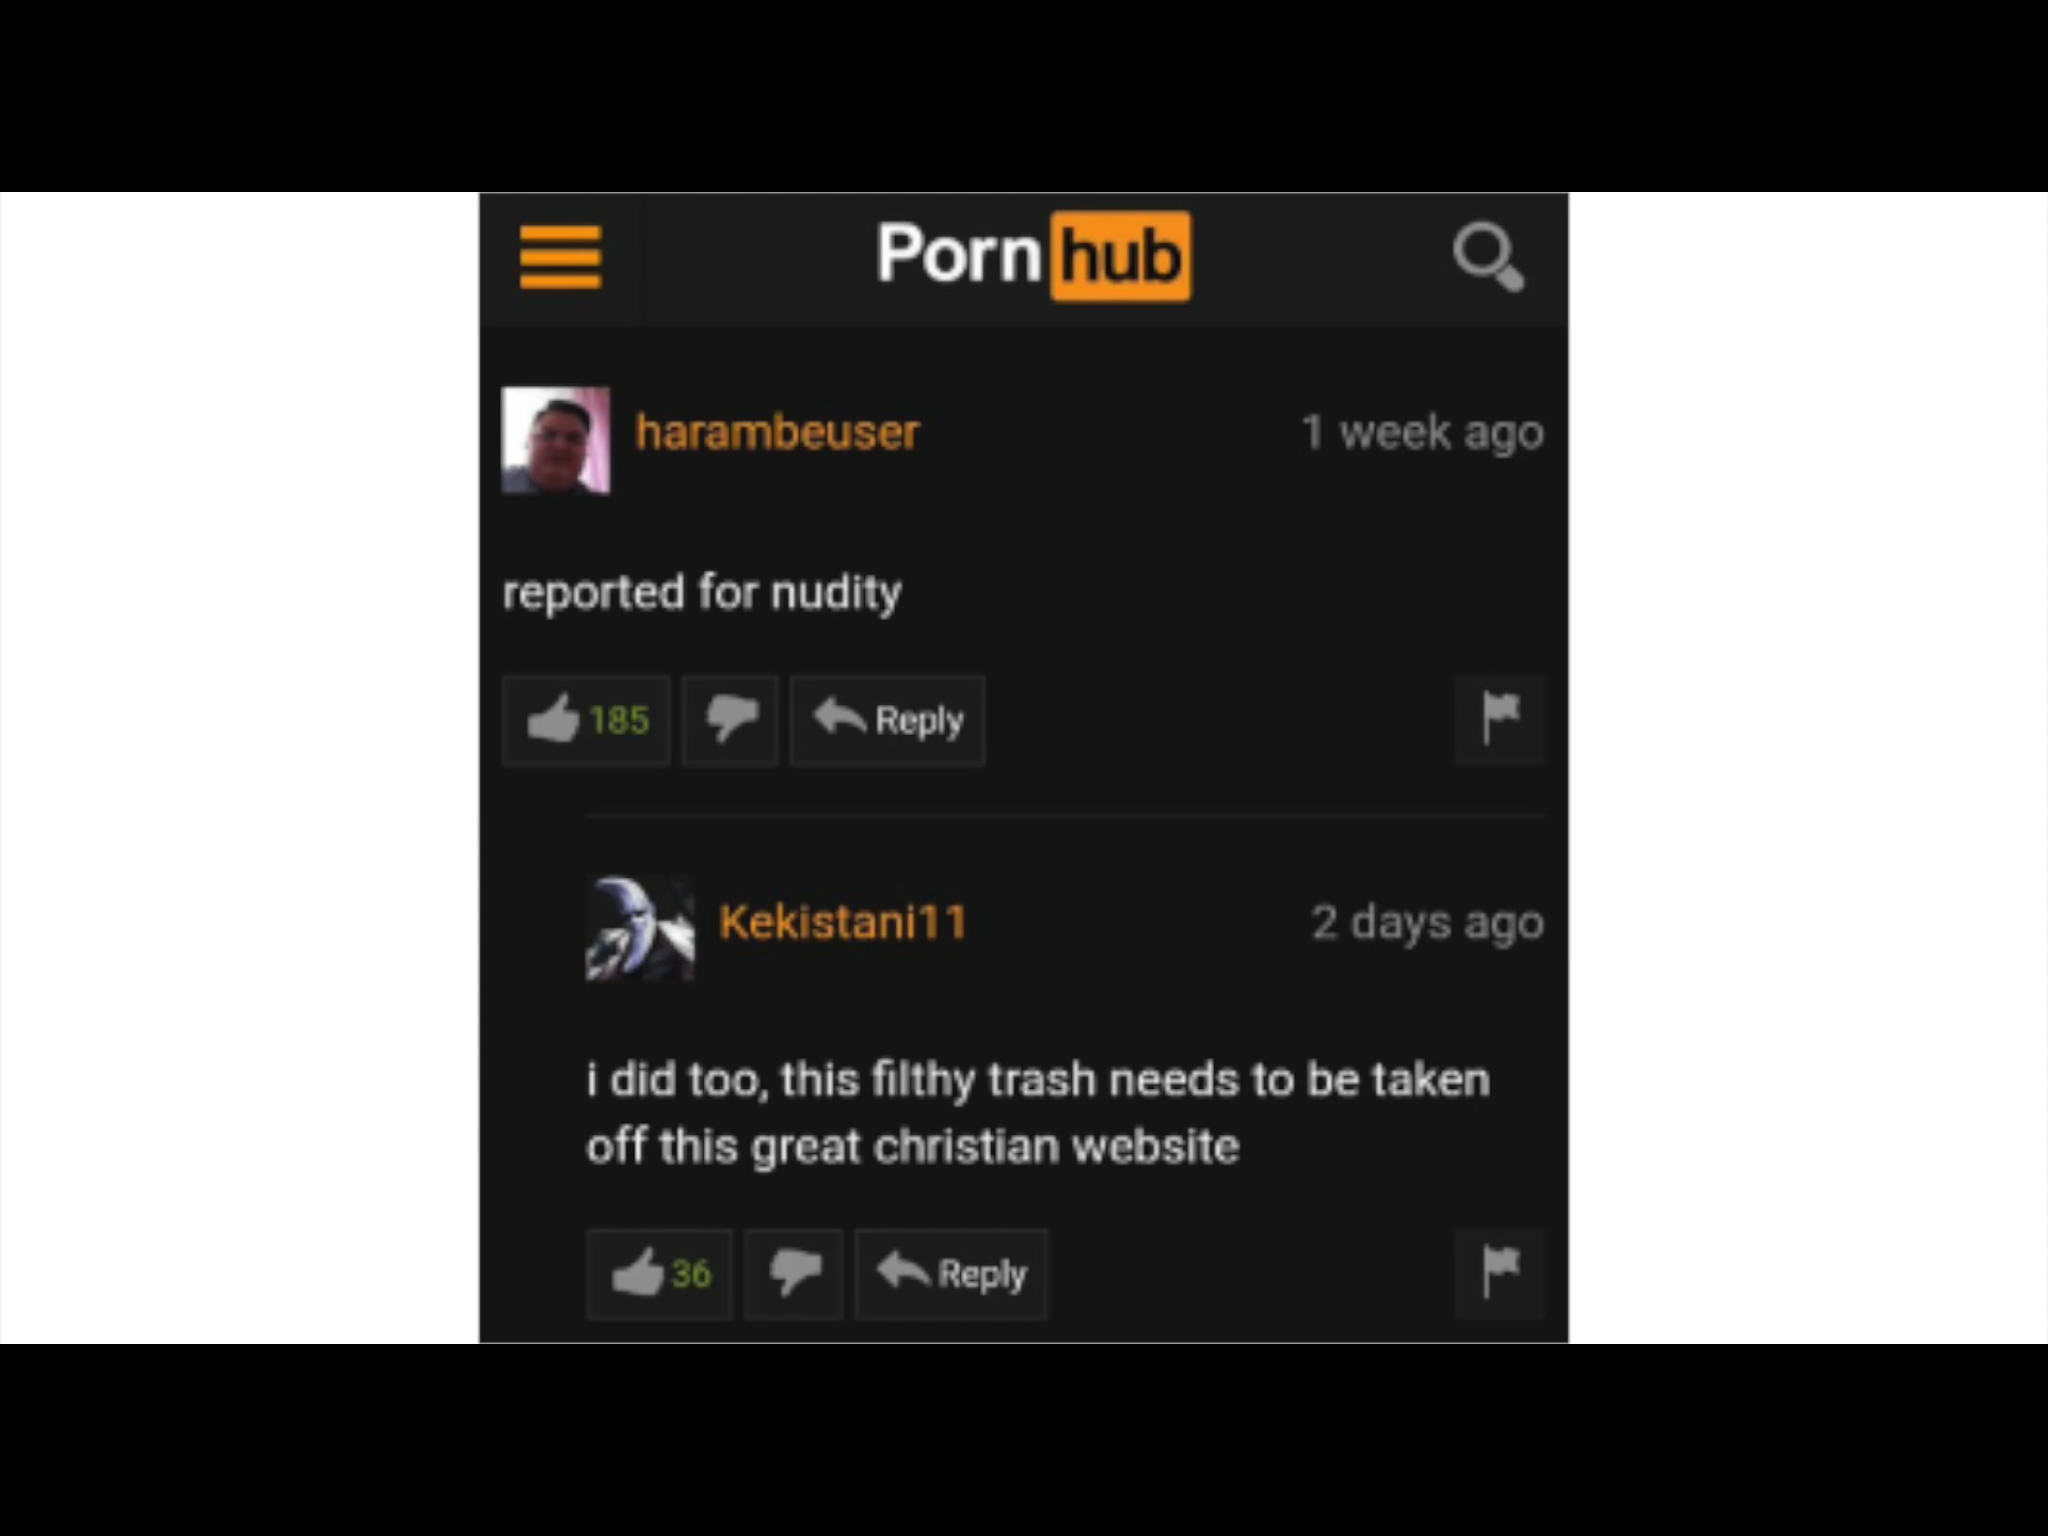 Porn hub
harambeuser 1 week ago
reported for nudity
185 Reply
Kekistani11 2 days ago
i did too, this filthy trash needs to be taken
off this great christian website
36 Reply